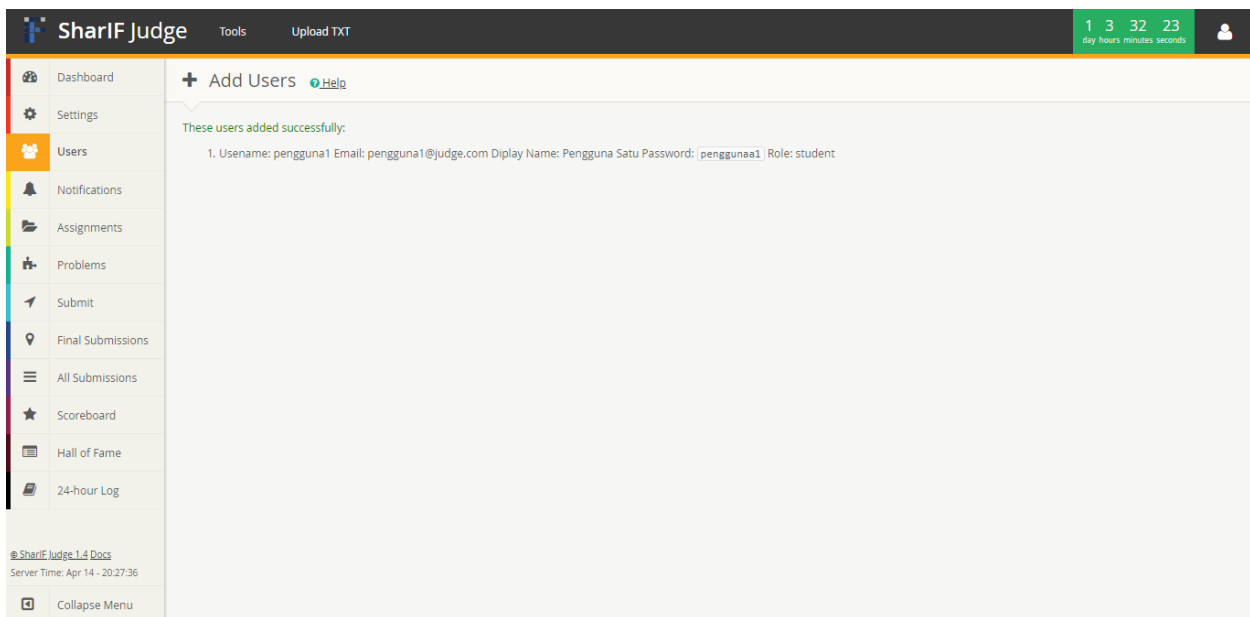 SharIF Judge Tools Upload TXT 1 3 32 23
day hours minutes seconds
Dashboard
Settings
Users
Notifications
Assignments
Problems
Submit
Final Submissions
All Submissions
Scoreboard
Hall of Fame
24-hour Log
© SharIF Judge 1.4 Docs
Server Time: Apr 14 - 20:27:36
Collapse Menu
Add Users Help
These users added successfully:
1. Usename: pengguna1 Email: pengguna1@judge.com Diplay Name: Pengguna Satu Password: penggunaa1 Role: student